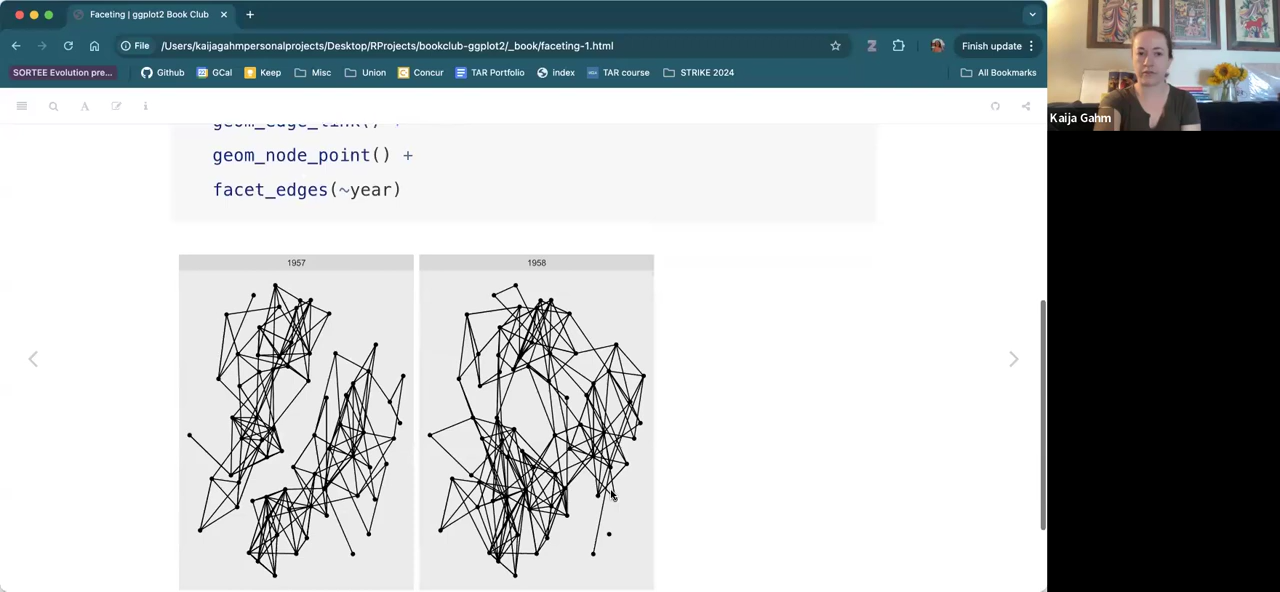 Faceting | ggplot2 Book Club
File
/Users/kaijagahmpersonalprojects/Desktop/RProjects/bookclub-ggplot2/_book/faceting-1.html
Finish update
SORTEE Evolution pre...
Github
GCal
Keep
Misc
Union
Concur
TAR Portfolio
index
TAR course
STRIKE 2024
All Bookmarks
Kaija Gahm
geom_edge_link() +
geom_node_point() +
facet_edges(~year)
1957
1958